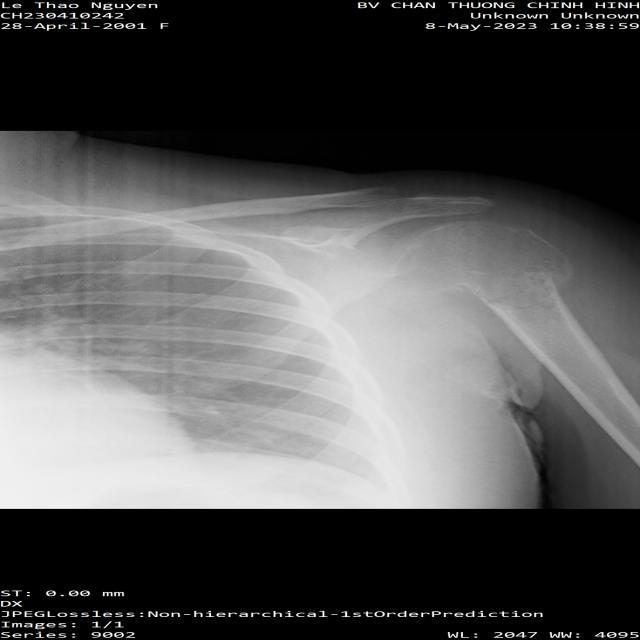 Le Thao Nguyen
BV CHAN THUONG CHINH HINH
CH230410242
Unknown Unknown
28-April-2001 F
8-May-2023 10:38:59
ST: 0.00 mm
DX
JPEGLossless:Non-hierarchical-1stOrderPrediction
Images: 1/1
Series: 9002
WL: 2047 WW: 4095